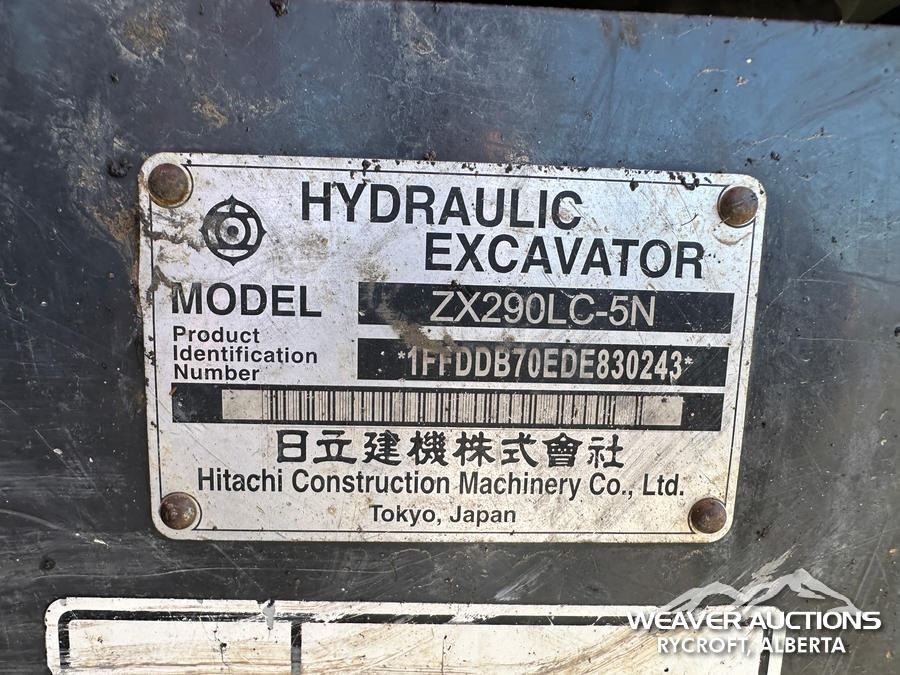 HYDRAULIC
EXCAVATOR
MODEL ZX290LC-5N
Product
Identification
Number
*1FFDDB70EDE830243*
日立建機株式會社
Hitachi Construction Machinery Co., Ltd.
Tokyo, Japan
WEAVER AUCTIONS
RYCROFT, ALBERTA